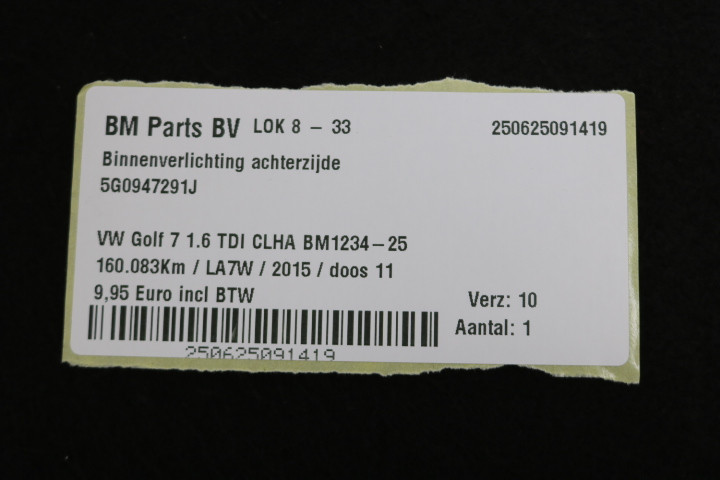 BM Parts BV LOK 8 - 33 250625091419
Binnenverlichting achterzijde
5G0947291J
VW Golf 7 1.6 TDI CLHA BM1234-25
160.083Km / LA7W / 2015 / doos 11
9,95 Euro incl BTW Verz: 10
Aantal: 1
250625091419